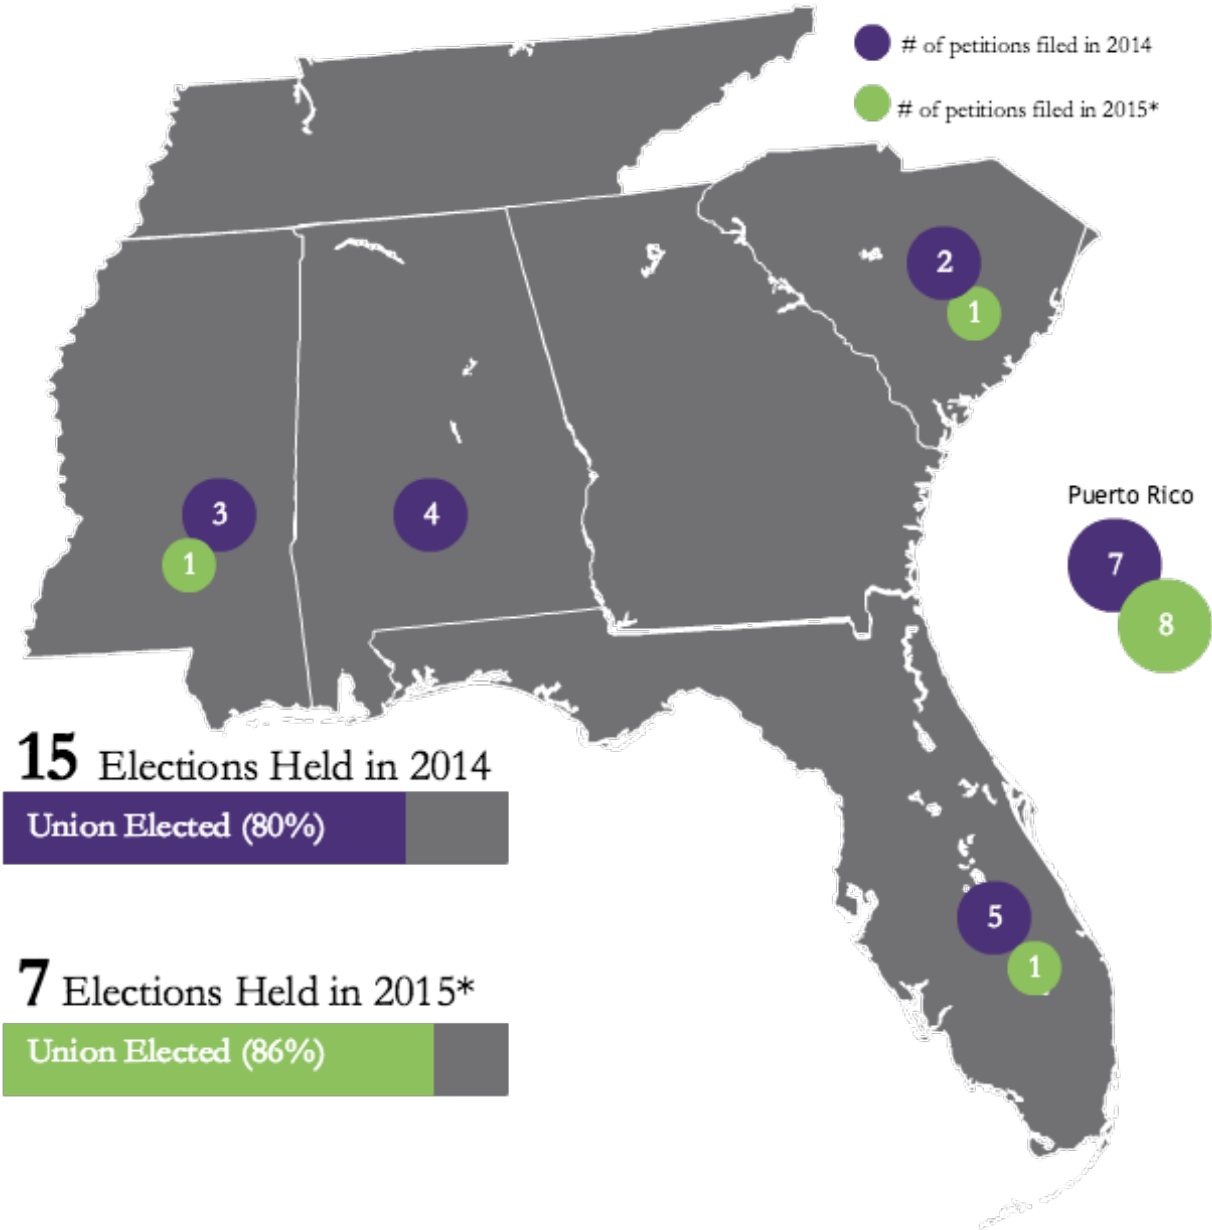 # of petitions filed in 2014
# of petitions filed in 2015*
2
1
Puerto Rico
3
4
7
1
8
15 Elections Held in 2014
Union Elected (80%)
5
1
7 Elections Held in 2015*
Union Elected (86%)